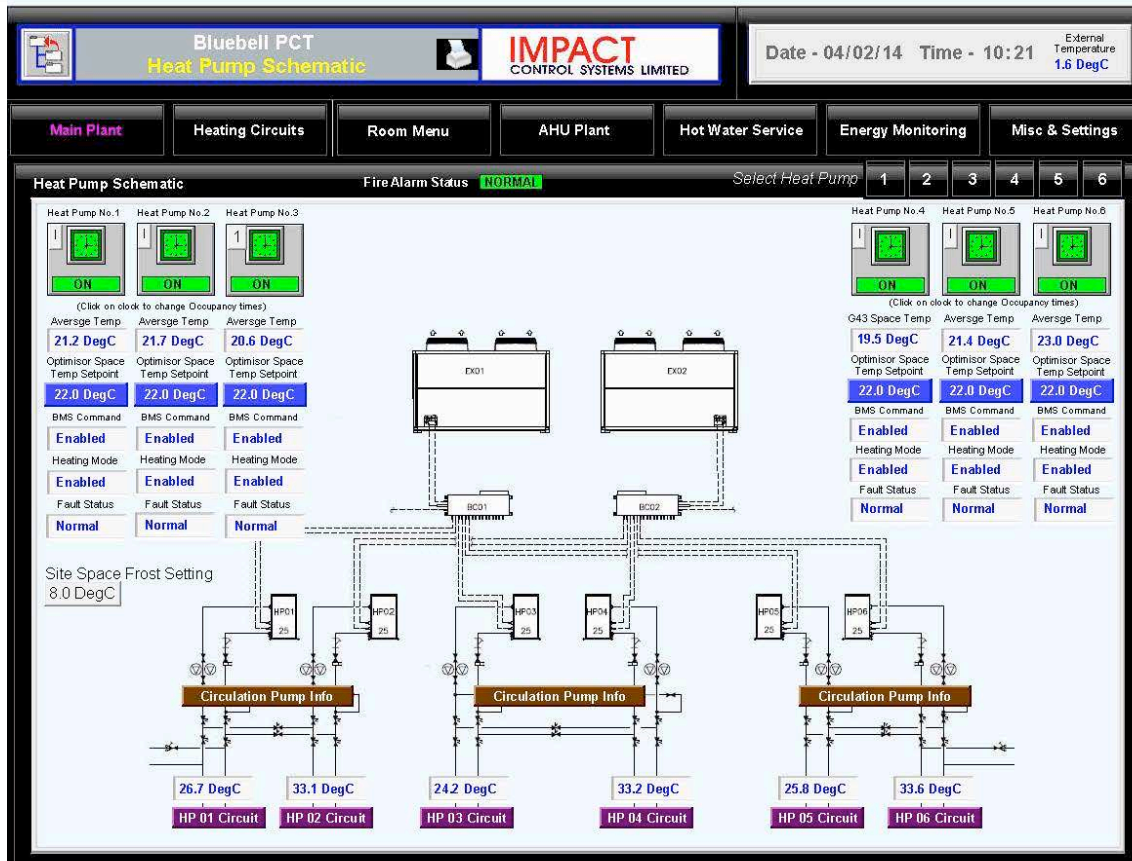 Bluebell PCT
Heat Pump Schematic
IMPACT
CONTROL SYSTEMS LIMITED
Date - 04/02/14 Time - 10:21
External
Temperature
1.6 DegC
Main Plant
Heating Circuits
Room Menu
AHU Plant
Hot Water Service
Energy Monitoring
Misc & Settings
Heat Pump Schematic
Fire Alarm Status NORMAL
Select Heat Pump 1 2 3 4 5 6
Heat Pump No.1 Heat Pump No.2 Heat Pump No.3
I I 1
ON ON ON
(Click on clock to change Occupancy times)
Aversge Temp Aversge Temp Aversge Temp
21.2 DegC 21.7 DegC 20.6 DegC
Optimisor Space Optimisor Space Optimisor Space
Temp Setpoint Temp Setpoint Temp Setpoint
22.0 DegC 22.0 DegC 22.0 DegC
BMS Command BMS Command BMS Command
Enabled Enabled Enabled
Heating Mode Heating Mode Heating Mode
Enabled Enabled Enabled
Fault Status Fault Status Fault Status
Normal Normal Normal
Heat Pump No.4 Heat Pump No.5 Heat Pump No.6
I I I
ON ON ON
(Click on clock to change Occupancy times)
G43 Space Temp Aversge Temp Aversge Temp
19.5 DegC 21.4 DegC 23.0 DegC
Optimisor Space Optimisor Space Optimisor Space
Temp Setpoint Temp Setpoint Temp Setpoint
22.0 DegC 22.0 DegC 22.0 DegC
BMS Command BMS Command BMS Command
Enabled Enabled Enabled
Heating Mode Heating Mode Heating Mode
Enabled Enabled Enabled
Fault Status Fault Status Fault Status
Normal Normal Normal
EX01 EX02
BC01 BC02
Site Space Frost Setting
8.0 DegC
HP01 HP02 HP03 HP04 HP05 HP06
25 25 25 25 25 25
Circulation Pump Info Circulation Pump Info Circulation Pump Info
26.7 DegC 33.1 DegC 24.2 DegC 33.2 DegC 25.8 DegC 33.6 DegC
HP 01 Circuit HP 02 Circuit HP 03 Circuit HP 04 Circuit HP 05 Circuit HP 06 Circuit